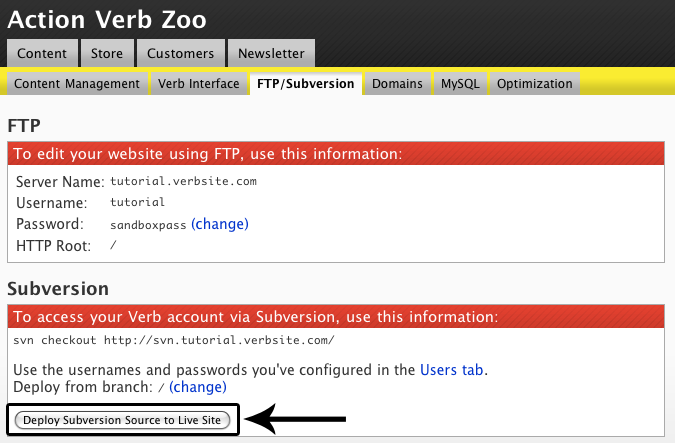 Action Verb Zoo
Content Store Customers Newsletter
Content Management Verb Interface FTP/Subversion Domains MySQL Optimization
FTP
To edit your website using FTP, use this information:
Server Name: tutorial.verbsite.com
Username: tutorial
Password: sandboxpass (change)
HTTP Root: /
Subversion
To access your Verb account via Subversion, use this information:
svn checkout http://svn.tutorial.verbsite.com/
Use the usernames and passwords you've configured in the Users tab.
Deploy from branch: / (change)
Deploy Subversion Source to Live Site